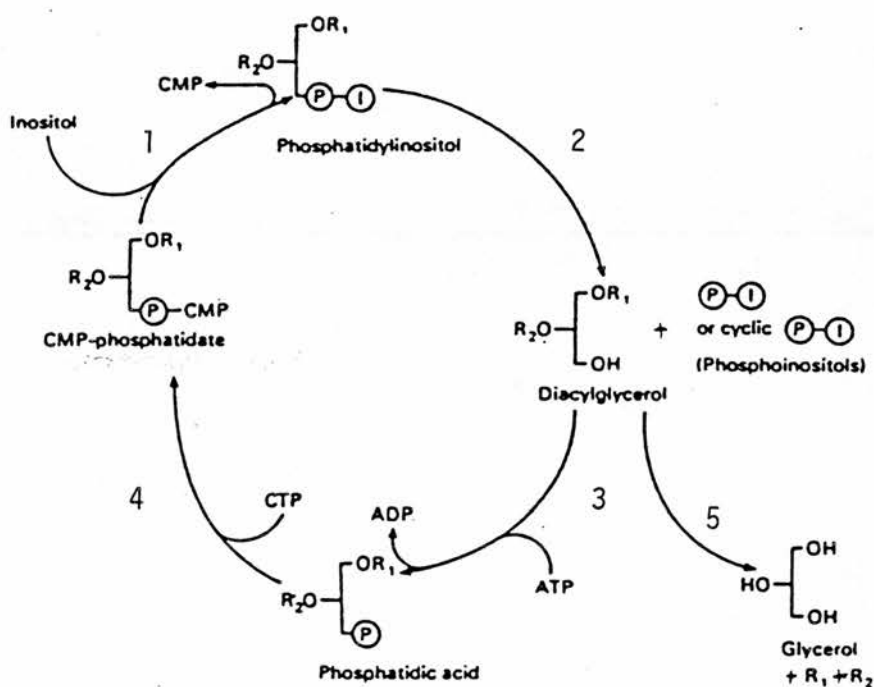 OR₁
R₂O
P I
CMP
Phosphatidylinositol
Inositol
1
2
OR₁
R₂O
P CMP
CMP-phosphatidate
OR₁
R₂O
OH
Diacylglycerol
+
P I
or cyclic P I
(Phosphoinositols)
4
CTP
ADP
3
5
ATP
OR₁
R₂O
P
Phosphatidic acid
OH
HO
OH
Glycerol
+ R₁ + R₂